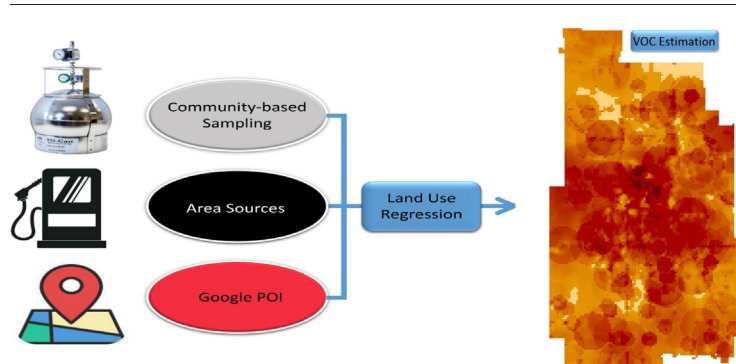 VOC Estimation
Community-based
Sampling
Area Sources
Land Use
Regression
Google POI